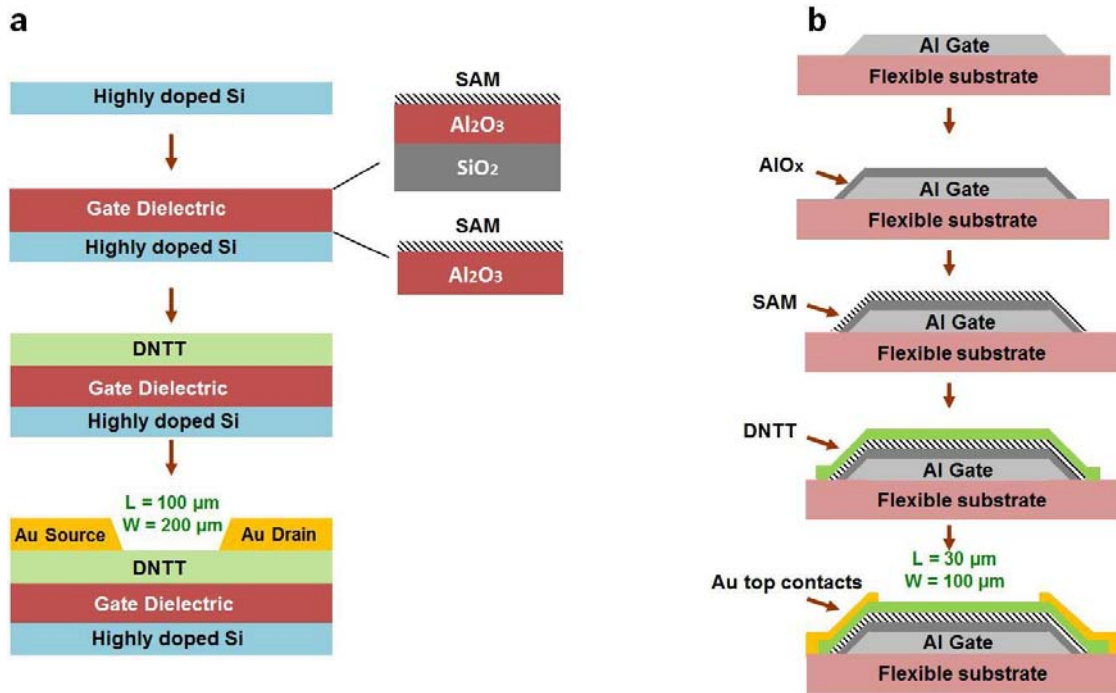 a
Highly doped Si
SAM
Al2O3
SiO2
Gate Dielectric
Highly doped Si
SAM
Al2O3
DNTT
Gate Dielectric
Highly doped Si
L = 100 µm
W = 200 µm
Au Source
Au Drain
DNTT
Gate Dielectric
Highly doped Si
b
Al Gate
Flexible substrate
AlOx
Al Gate
Flexible substrate
SAM
Al Gate
Flexible substrate
DNTT
Al Gate
Flexible substrate
L = 30 µm
W = 100 µm
Au top contacts
Al Gate
Flexible substrate